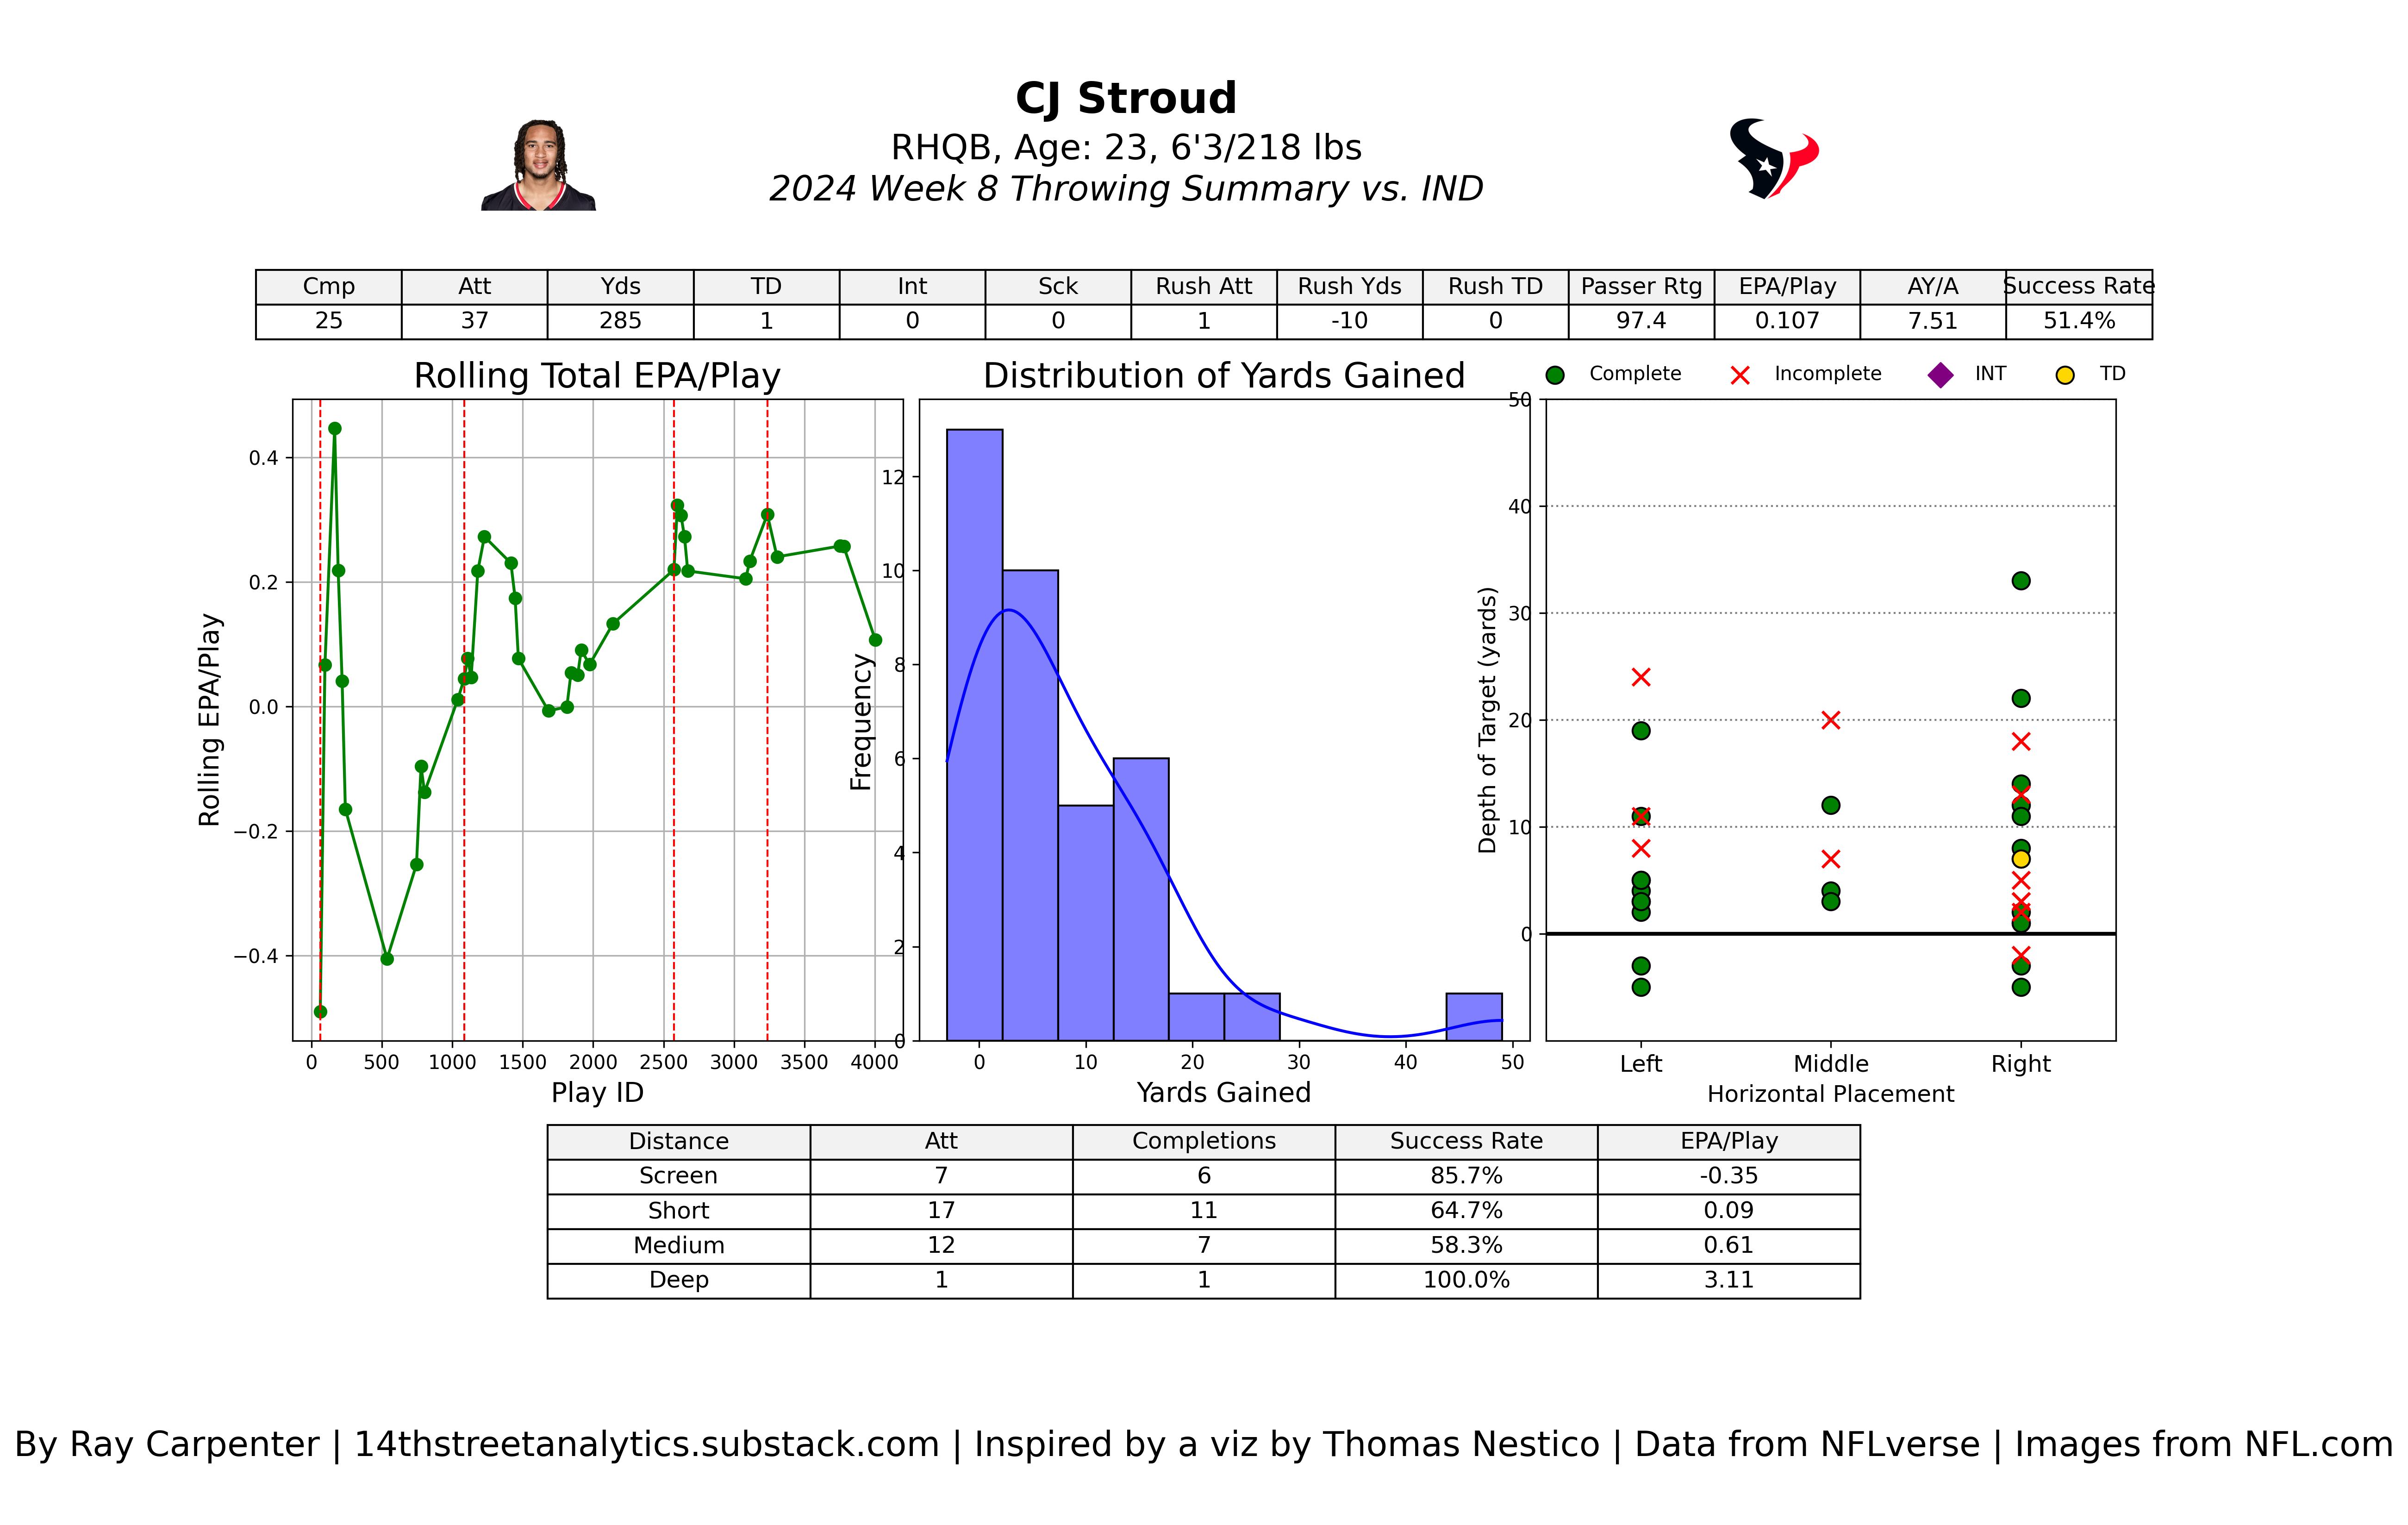 CJ Stroud
RHQB, Age: 23, 6'3/218 lbs
2024 Week 8 Throwing Summary vs. IND
Cmp Att Yds TD Int Sck Rush Att Rush Yds Rush TD Passer Rtg EPA/Play AY/A Success Rate
25 37 285 1 0 0 1 -10 0 97.4 0.107 7.51 51.4%
Rolling Total EPA/Play
0.4
0.2
0.0
−0.2
−0.4
Rolling EPA/Play
0 500 1000 1500 2000 2500 3000 3500 4000
Play ID
Distribution of Yards Gained
12
10
8
6
4
2
0
Frequency
0 10 20 30 40 50
Yards Gained
Complete Incomplete INT TD
50
40
30
20
10
0
Depth of Target (yards)
Left Middle Right
Horizontal Placement
Distance Att Completions Success Rate EPA/Play
Screen 7 6 85.7% -0.35
Short 17 11 64.7% 0.09
Medium 12 7 58.3% 0.61
Deep 1 1 100.0% 3.11
By Ray Carpenter | 14thstreetanalytics.substack.com | Inspired by a viz by Thomas Nestico | Data from NFLverse | Images from NFL.com